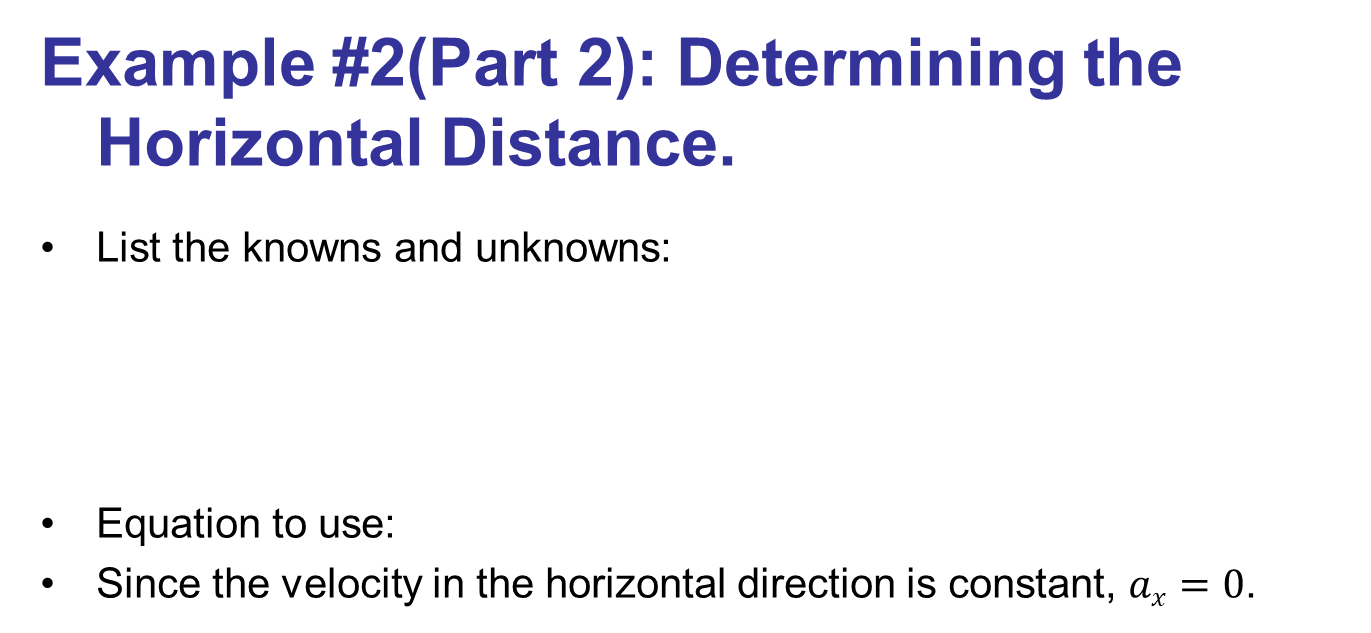 Example #2(Part 2): Determining the
Horizontal Distance.
• List the knowns and unknowns:
• Equation to use:
• Since the velocity in the horizontal direction is constant, aₓ = 0.